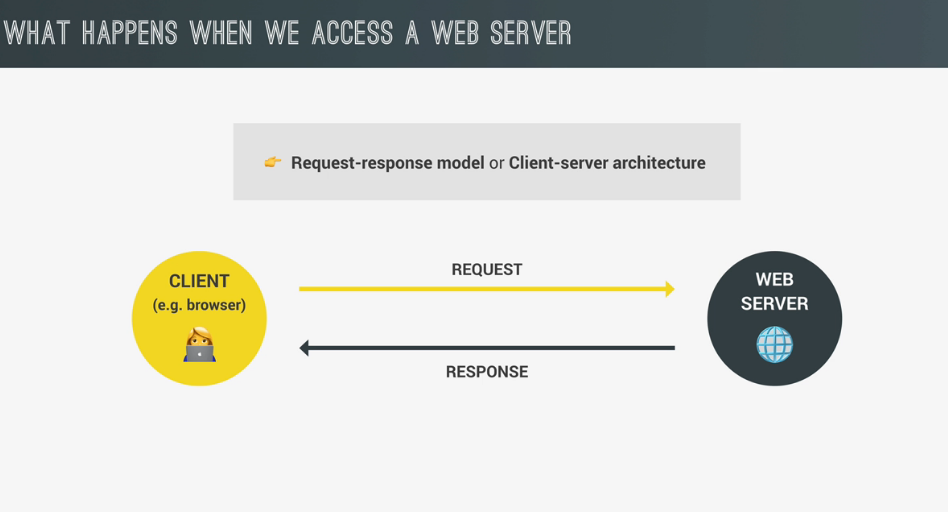 WHAT HAPPENS WHEN WE ACCESS A WEB SERVER
👉 Request-response model or Client-server architecture
CLIENT
(e.g. browser)
REQUEST
RESPONSE
WEB
SERVER